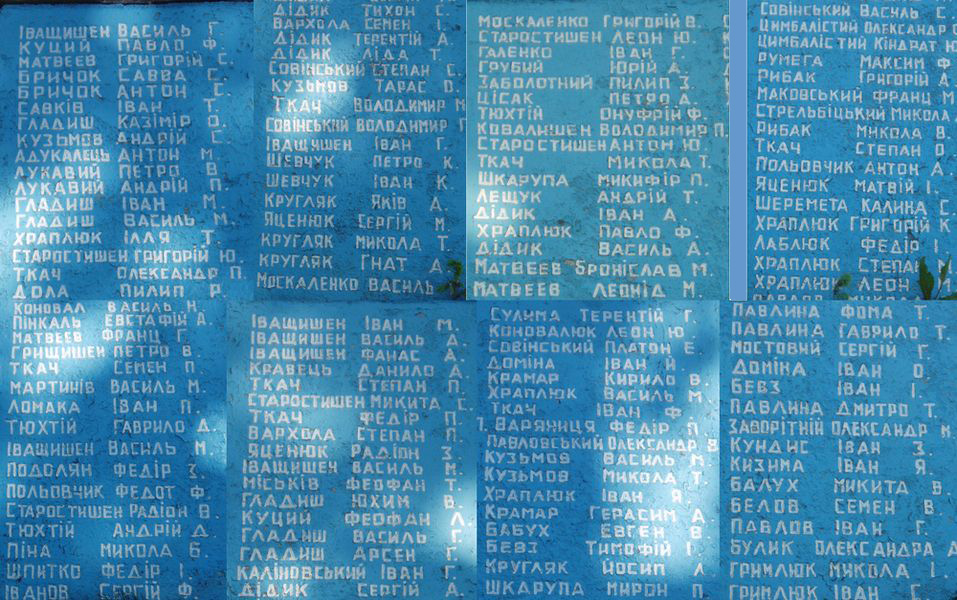 ІВАЩИШЕН ВАСИЛЬ Г.
КУЦИЙ ПАВЛО Ф.
МАТВЕЕВ ГРИГОРІЙ С.
БРИЧОК САВВА С.
БРИЧОК АНТОН С.
САВКІВ ІВАН Т.
ГЛАДИШ КАЗІМІР О.
КУЗЬМОВ АНДРІЙ С.
АДУКАЛЕЦЬ АНТОН М.
ЛУКАВИЙ ПЕТРО В.
ЛУКАВИЙ АНДРІЙ П.
ГЛАДИШ ІВАН М.
ГЛАДИШ ВАСИЛЬ М.
ХРАПЛЮК ІЛЛЯ Т.
СТАРОСТИШЕН ГРИГОРІЙ Ю.
ТКАЧ ОЛЕКСАНДР П.
ДОЛА ПИЛИП Р.
ДІДИК ТИХОН С.
ВАРХОЛА СЕМЕН
ДІДИК ТЕРЕНТІЙ А.
ДІДИК ЛІДА Т.
СОВІНСЬКИЙ СТЕПАН С.
КУЗЬМОВ ТАРАС О.
ТКАЧ ВОЛОДИМИР М
СОВІНСЬКИЙ ВОЛОДИМИР Г
ІВАЩИШЕН ІВАН Г.
ШЕВЧУК ПЕТРО К.
ШЕВЧУК ІВАН К.
КРУГЛЯК ЯКІВ Д.
ЯЦЕНЮК СЕРГІЙ М.
КРУГЛЯК МИКОЛА Т.
КРУГЛЯК ГНАТ А.
МОСКАЛЕНКО ВАСИЛЬ
МОСКАЛЕНКО ГРИГОРІЙ В.
СТАРОСТИШЕН ЛЕОН Ю.
ГАЛЕНКО ІВАН Г.
ГРУБИЙ ЮРІЙ А.
ЗАБОЛОТНИЙ ПИЛИП З.
ЦІСАК ПЕТРО А.
ТЮХТІЙ ОНУФРІЙ Ф.
КОВАЛИШЕН ВОЛОДИМИР П.
СТАРОСТИШЕН АНТОН Ю.
ТКАЧ МИКОЛА Т.
ШКАРУПА МИКИФІР П.
ЛЕЩУК АНДРІЙ Т.
ДІДИК ІВАН А.
ХРАПЛЮК ПАВЛО Ф.
ДІДИК ВАСИЛЬ А.
МАТВЕЕВ БРОНІСЛАВ М.
МАТВЕЕВ ЛЕОНІД М.
СОВІНСЬКИЙ ВАСИЛЬ С.
ЦИМБАЛІСТИЙ ОЛЕКСАНДР
ЦИМБАЛІСТИЙ КІНДРАТ Ю
РУМЕГА МАКСИМ Ф
РИБАК ГРИГОРІЙ А.
МАКОВСЬКИЙ ФРАНЦ М
СТРЕЛЬБІЦЬКИЙ МИКОЛА
РИБАК МИКОЛА В.
ТКАЧ СТЕПАН О
ПОЛЬОВЧИК АНТОН А.
ЯЦЕНЮК МАТВІЙ І.
ШЕРЕМЕТА КАЛИНА С.
ХРАПЛЮК ГРИГОРІЙ К
ЛАБЛЮК ФЕДІР І.
ХРАПЛЮК СТЕПАН
ХРАПЛЮК ЛЕОН
КОНОВАЛ ВАСИЛЬ Н.
ПІНКАЛЬ ЕВСТАФІЙ А.
МАТВЕЕВ ФРАНЦ Г.
ГРИЩИШЕН ПЕТРО В.
ТКАЧ СЕМЕН П.
МАРТИНІВ ВАСИЛЬ М.
ЛОМАКА ІВАН П.
ТЮХТІЙ ГАВРИЛО Д.
ІВАЩИШЕН ВАСИЛЬ М.
ПОДОЛЯН ФЕДІР З.
ПОЛЬОВЧИК ФЕДОТ Ф.
СТАРОСТИШЕН РАДІОН В
ТЮХТІЙ АНДРІЙ Д.
ПІНА МИКОЛА Б.
ШПИТКО ФЕДІР І.
ІВАНОВ СЕРГІЙ Ф.
ІВАЩИШЕН ІВАН М.
ІВАЩИШЕН ВАСИЛЬ А.
ІВАЩИШЕН ФАНАС А.
КРАВЕЦЬ ДАНИЛО А.
ТКАЧ СТЕПАН П.
СТАРОСТИШЕН МИКИТА С.
ТКАЧ ФЕДІР П.
ВАРХОЛА СТЕПАН П.
ЯЦЕНЮК РАДІОН З.
ІВАЩИШЕН ВАСИЛЬ М.
МІСЬКІВ ФЕОФАН Т.
ГЛАДИШ ЮХИМ В.
КУЦИЙ ФЕОФАН Л.
ГЛАДИШ ВАСИЛЬ Г.
ГЛАДИШ АРСЕН Г.
КАЛІНОВСЬКИЙ ІВАН Г.
ДІДИК СЕРГІЙ А.
СУЛИМА ТЕРЕНТІЙ Г.
КОНОВАЛЮК ЛЕОН Ю
СОВІНСЬКИЙ ПЛАТОН Е.
ДОМІНА ІВАН Й.
КРАМАР КИРИЛО В.
ХРАПЛЮК ВАСИЛЬ М.
ТКАЧ ІВАН Ф.
Т. ВАРЯНИЦЯ ФЕДІР П
ПАВЛОВСЬКИЙ ОЛЕКСАНДР В
КУЗЬМОВ ВАСИЛЬ М.
КУЗЬМОВ МИКОЛА Т.
ХРАПЛЮК ІВАН Я
КРАМАР ГЕРАСИМ А.
БАБУХ ЕВГЕН В.
БЕВЗ ТИМОФІЙ І.
КРУГЛЯК ЙОСИП Л
ШКАРУПА МИРОН П.
ПАВЛИНА ФОМА Т.
ПАВЛИНА ГАВРИЛО Т.
МОСТОВИЙ СЕРГІЙ Г.
ДОМІНА ІВАН О.
БЕВЗ ІВАН І.
ПАВЛИНА ДМИТРО Т.
ЗАВОРІТНІЙ ОЛЕКСАНДР М.
КУНДИС ІВАН З.
КИЗИМА ІВАН Я.
БАЛУХ МИКИТА В.
БЕЛОВ СЕМЕН В.
ПАВЛОВ ІВАН Г.
БУЛИК ОЛЕКСАНДРА А
ГРИМЛЮК МИКОЛА І.
ГРИМЛЮК ІВАН С.